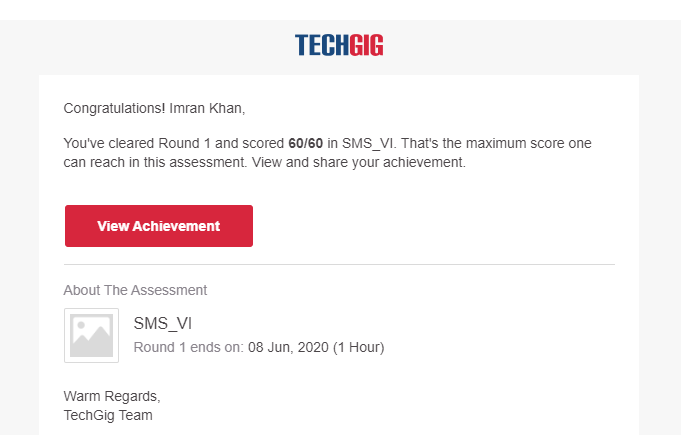 TECHGIG
Congratulations! Imran Khan,
You've cleared Round 1 and scored 60/60 in SMS_VI. That's the maximum score one
can reach in this assessment. View and share your achievement.
View Achievement
About The Assessment
SMS_VI
Round 1 ends on: 08 Jun, 2020 (1 Hour)
Warm Regards,
TechGig Team